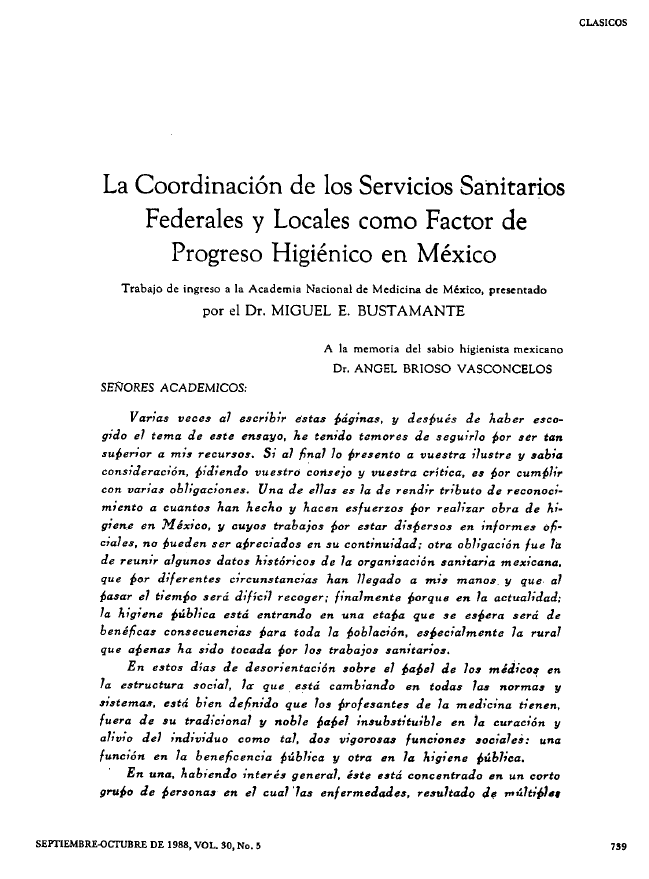 CLASICOS
La Coordinación de los Servicios Sanitarios
Federales y Locales como Factor de
Progreso Higiénico en México
Trabajo de ingreso a la Academia Nacional de Medicina de México, presentado
por el Dr. MIGUEL E. BUSTAMANTE
A la memoria del sabio higienista mexicano
Dr. ANGEL BRIOSO VASCONCELOS
SEÑORES ACADEMICOS:
Varias veces al escribir estas páginas, y después de haber esco-
gido el tema de este ensayo, he tenido temores de seguirlo por ser tan
superior a mis recursos. Si al final lo presento a vuestra ilustre y sabia
consideración, pidiendo vuestro consejo y vuestra crítica, es por cumplir
con varias obligaciones. Una de ellas es la de rendir tributo de reconoci-
miento a cuantos han hecho y hacen esfuerzos por realizar obra de hi-
giene en México, y cuyos trabajos por estar dispersos en informes ofi-
ciales, no pueden ser apreciados en su continuidad; otra obligación fue la
de reunir algunos datos históricos de la organización sanitaria mexicana,
que por diferentes circunstancias han llegado a mis manos y que al
pasar el tiempo será difícil recoger; finalmente porque en la actualidad;
la higiene pública está entrando en una etapa que se espera será de
benéficas consecuencias para toda la población, especialmente la rural
que apenas ha sido tocada por los trabajos sanitarios.
En estos días de desorientación sobre el papel de los médicos en
la estructura social, la que está cambiando en todas las normas y
sistemas, está bien definido que los profesantes de la medicina tienen,
fuera de su tradicional y noble papel insubstituible en la curación y
alivio del individuo como tal, dos vigorosas funciones sociales: una
función en la beneficencia pública y otra en la higiene pública.
En una, habiendo interés general, éste está concentrado en un corto
grupo de personas en el cual las enfermedades, resultado de múltiples
SEPTIEMBRE-OCTUBRE DE 1988, VOL. 30, No. 5
739